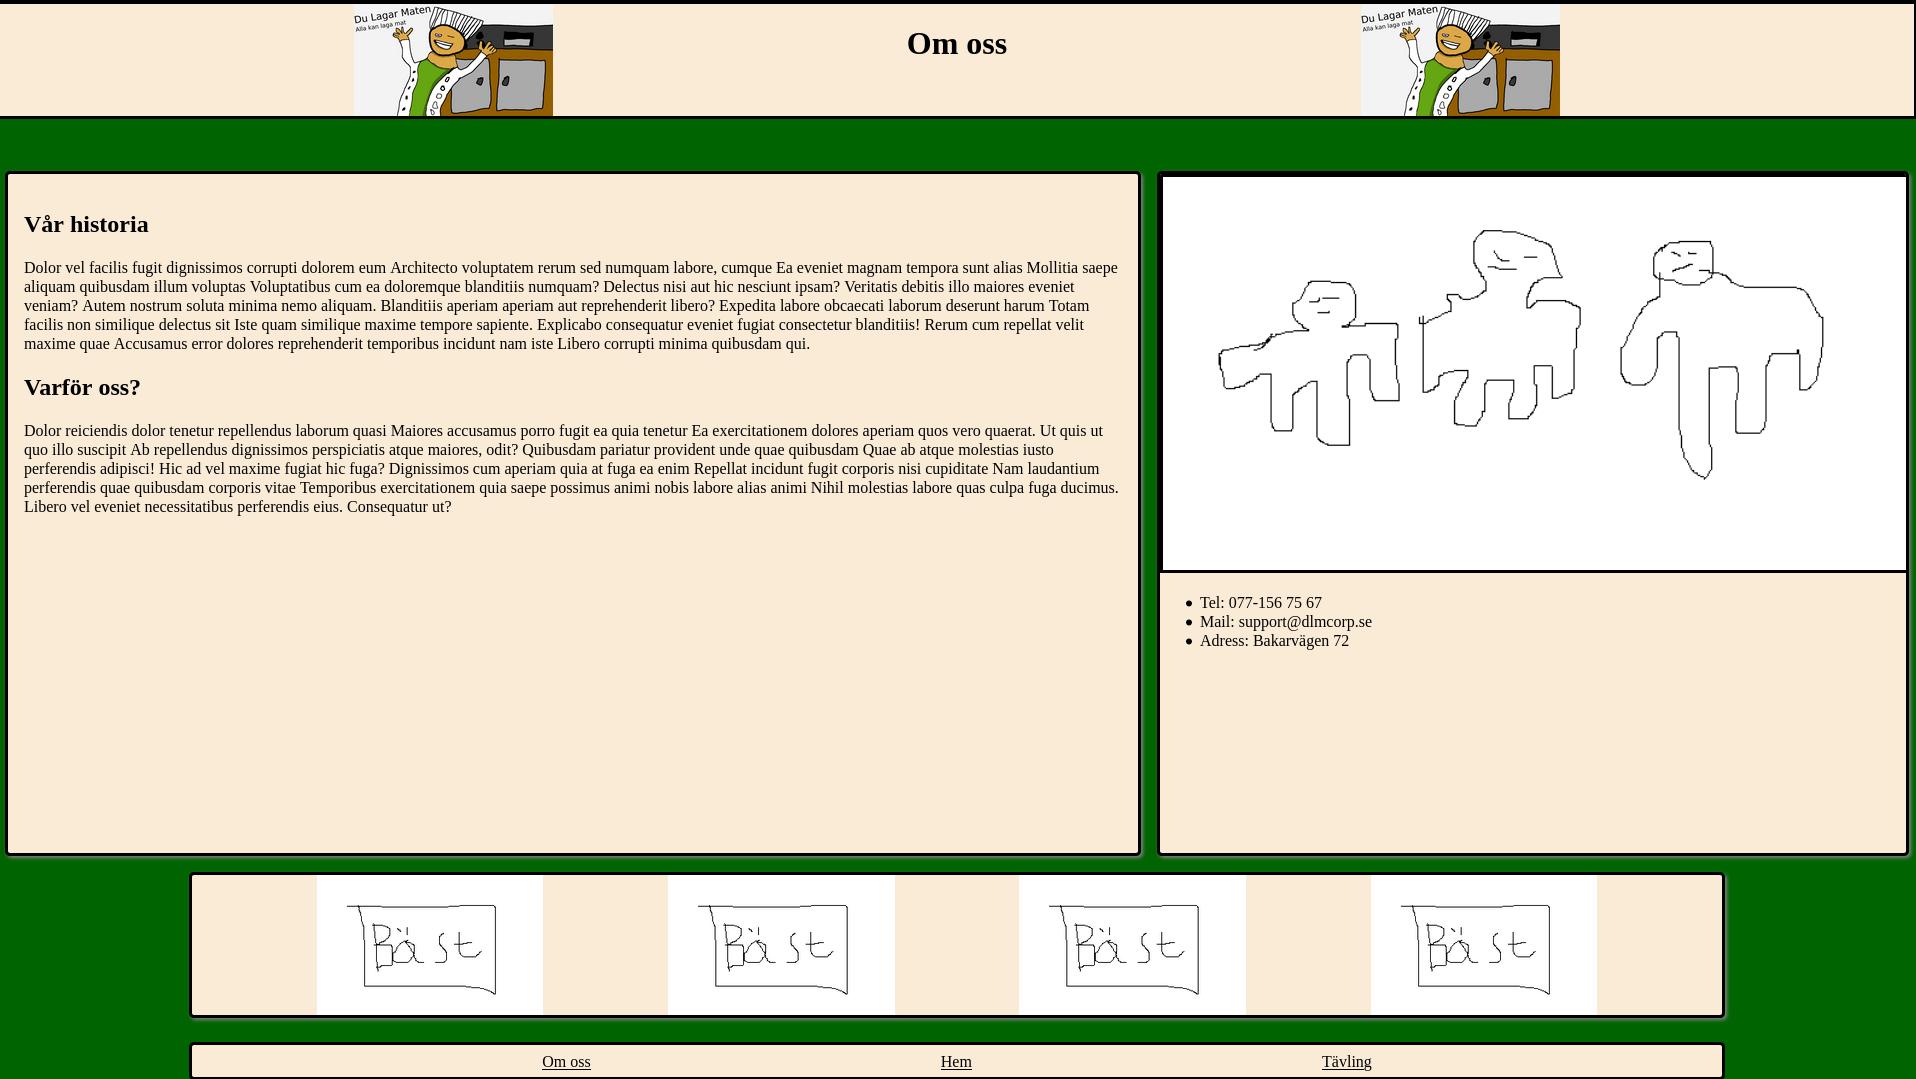 Du Lagar Maten
Alla kan laga mat
Om oss
Du Lagar Maten
Alla kan laga mat
Vår historia
Dolor vel facilis fugit dignissimos corrupti dolorem eum Architecto voluptatem rerum sed numquam labore, cumque Ea eveniet magnam tempora sunt alias Mollitia saepe
aliquam quibusdam illum voluptas Voluptatibus cum ea doloremque blanditiis numquam? Delectus nisi aut hic nesciunt ipsam? Veritatis debitis illo maiores eveniet
veniam? Autem nostrum soluta minima nemo aliquam. Blanditiis aperiam aperiam aut reprehenderit libero? Expedita labore obcaecati laborum deserunt harum Totam
facilis non similique delectus sit Iste quam similique maxime tempore sapiente. Explicabo consequatur eveniet fugiat consectetur blanditiis! Rerum cum repellat velit
maxime quae Accusamus error dolores reprehenderit temporibus incidunt nam iste Libero corrupti minima quibusdam qui.
Varför oss?
Dolor reiciendis dolor tenetur repellendus laborum quasi Maiores accusamus porro fugit ea quia tenetur Ea exercitationem dolores aperiam quos vero quaerat. Ut quis ut
quo illo suscipit Ab repellendus dignissimos perspiciatis atque maiores, odit? Quibusdam pariatur provident unde quae quibusdam Quae ab atque molestias iusto
perferendis adipisci! Hic ad vel maxime fugiat hic fuga? Dignissimos cum aperiam quia at fuga ea enim Repellat incidunt fugit corporis nisi cupiditate Nam laudantium
perferendis quae quibusdam corporis vitae Temporibus exercitationem quia saepe possimus animi nobis labore alias animi Nihil molestias labore quas culpa fuga ducimus.
Libero vel eveniet necessitatibus perferendis eius. Consequatur ut?
Tel: 077-156 75 67
Mail: support@dlmcorp.se
Adress: Bakarvägen 72
Bäst
Bäst
Bäst
Bäst
Om oss
Hem
Tävling